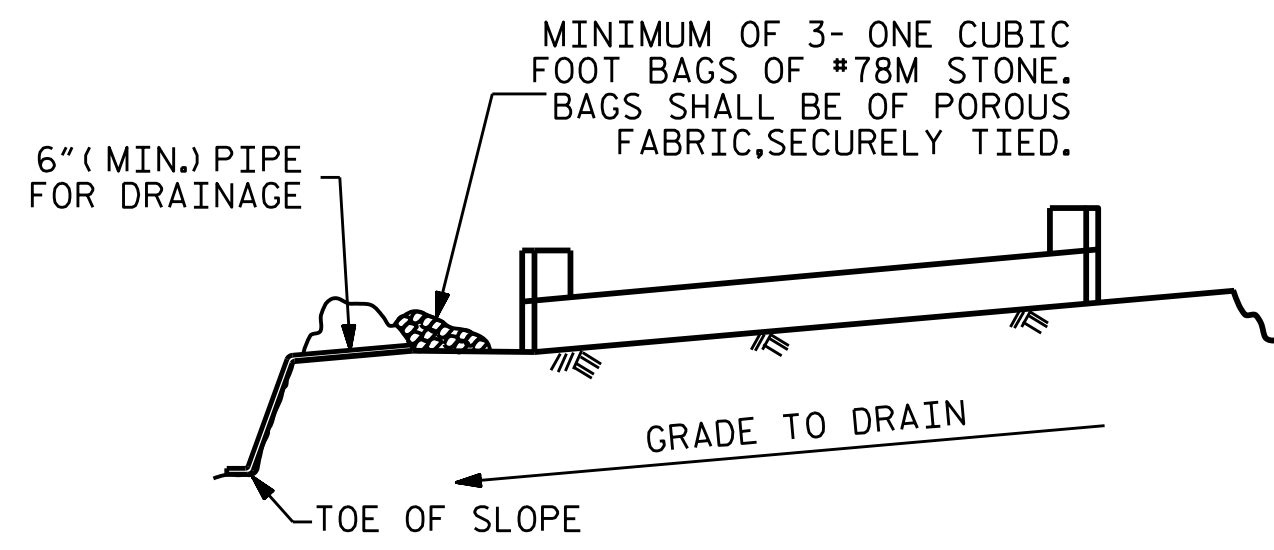 MINIMUM OF 3- ONE CUBIC
FOOT BAGS OF #78M STONE.
BAGS SHALL BE OF POROUS
FABRIC,SECURELY TIED.
6"(MIN.) PIPE
FOR DRAINAGE
GRADE TO DRAIN
TOE OF SLOPE